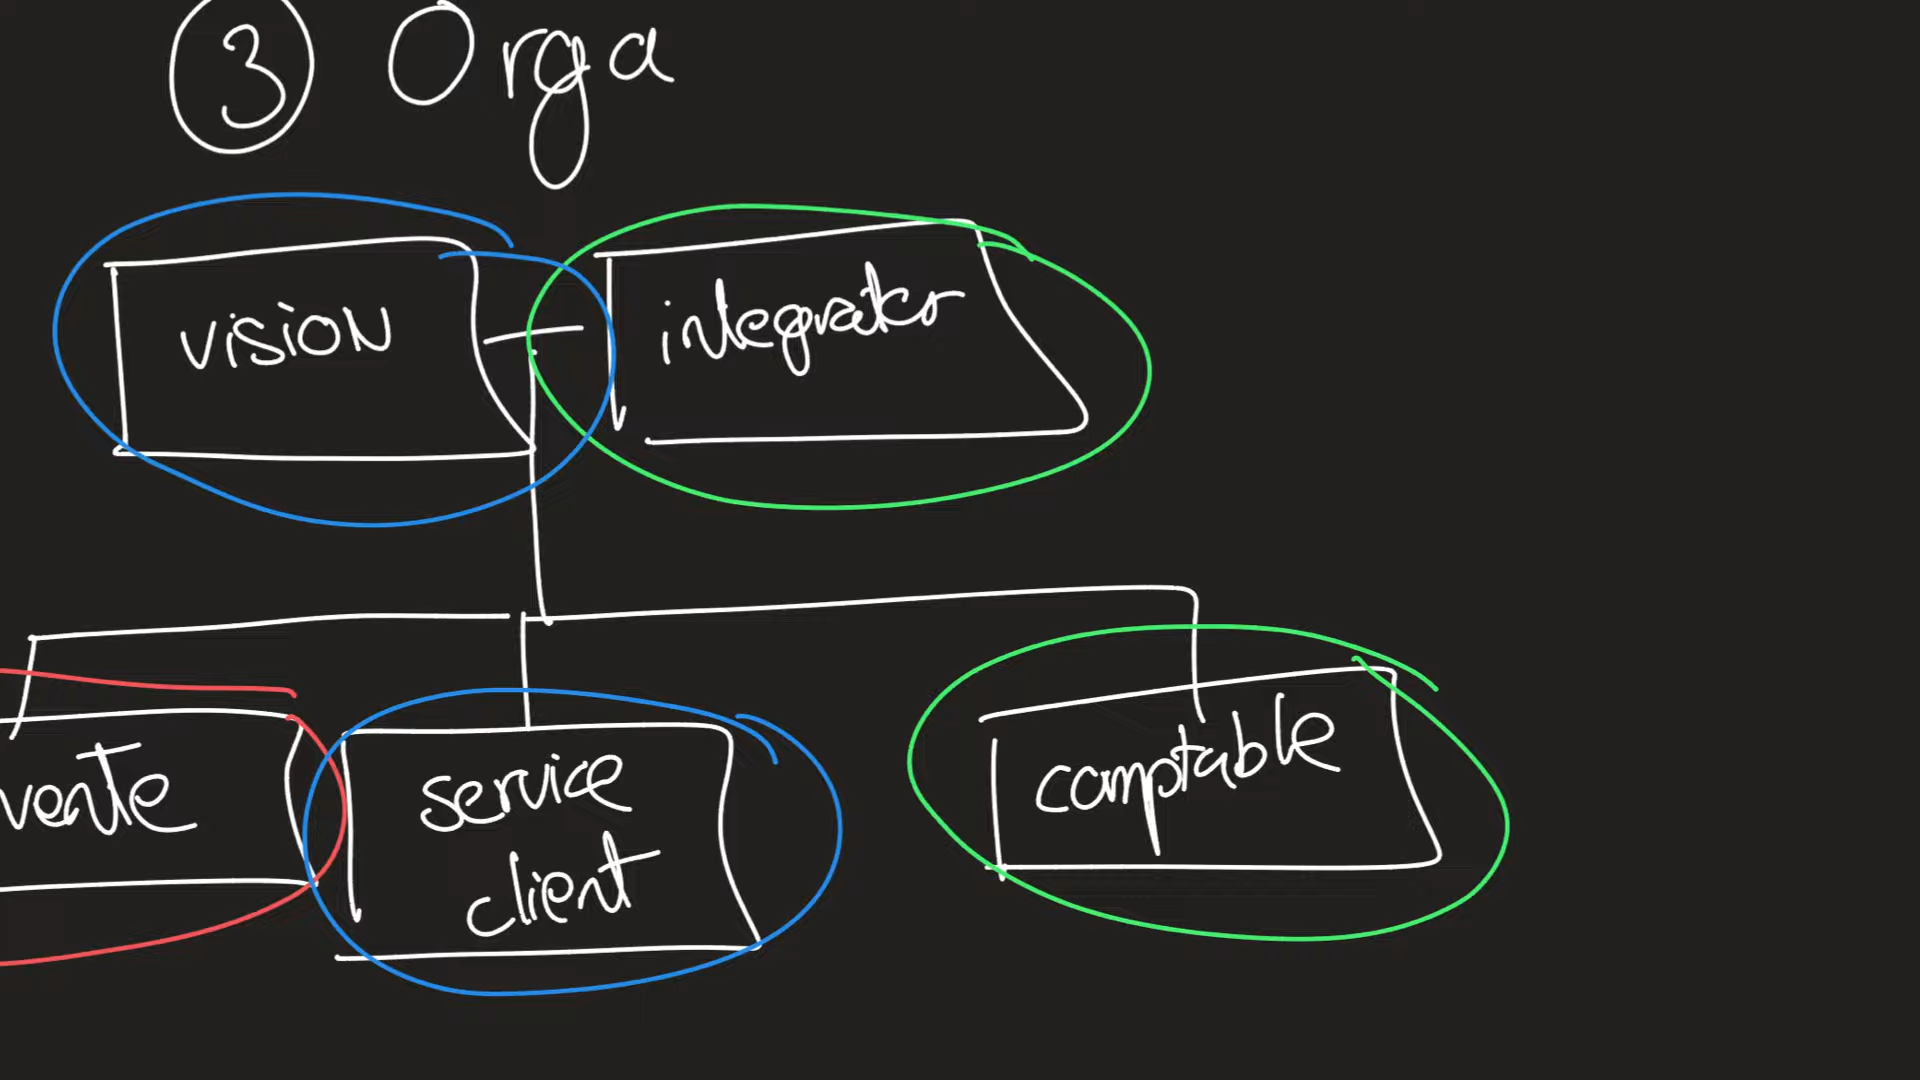 3 Orga
vision
integrator
vente
service
client
comptable